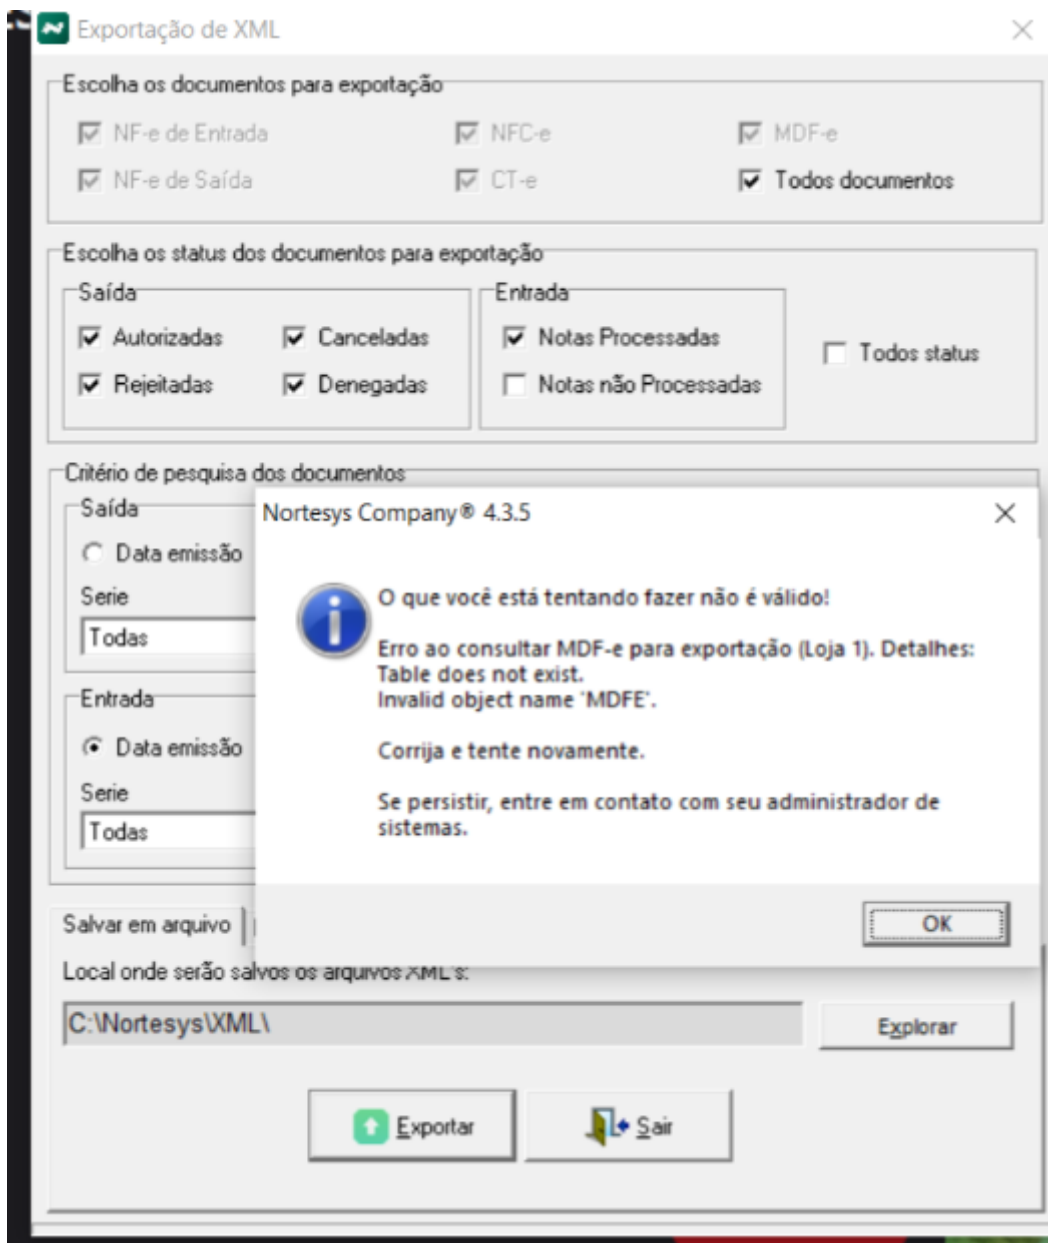 Exportação de XML
Escolha os documentos para exportação
NF-e de Entrada
NFC-e
MDF-e
NF-e de Saída
CT-e
Todos documentos
Escolha os status dos documentos para exportação
Saída
Entrada
Autorizadas
Canceladas
Notas Processadas
Todos status
Rejeitadas
Denegadas
Notas não Processadas
Critério de pesquisa dos documentos
Saída
Data emissão
Serie
Todas
Entrada
Data emissão
Serie
Todas
Nortesys Company® 4.3.5
O que você está tentando fazer não é válido!
Erro ao consultar MDF-e para exportação (Loja 1). Detalhes:
Table does not exist.
Invalid object name 'MDFE'.
Corrija e tente novamente.
Se persistir, entre em contato com seu administrador de
sistemas.
OK
Salvar em arquivo
Local onde serão salvos os arquivos XML's:
C:\Nortesys\XML\
Explorar
Exportar
Sair